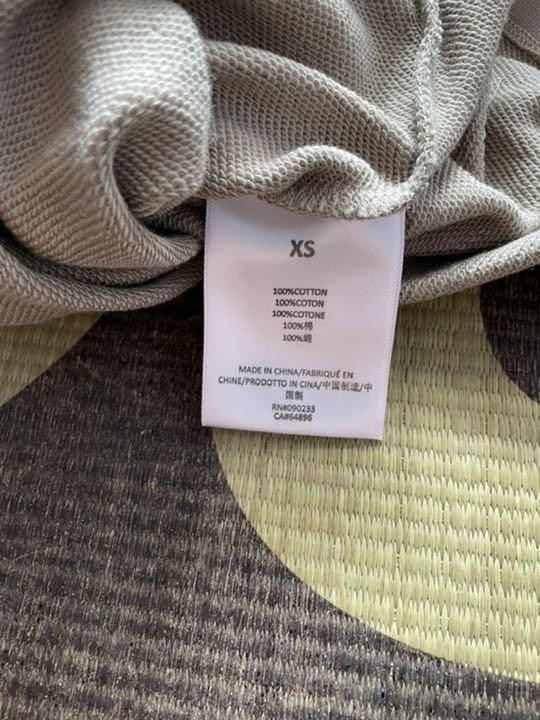 XS
100%COTTON
100%COTON
100%COTONE
100%棉
100%綿
MADE IN CHINA/FABRIQUÉ EN
CHINE/PRODOTTO IN CINA/中国制造/中
国製
RN#090233
CA#64896